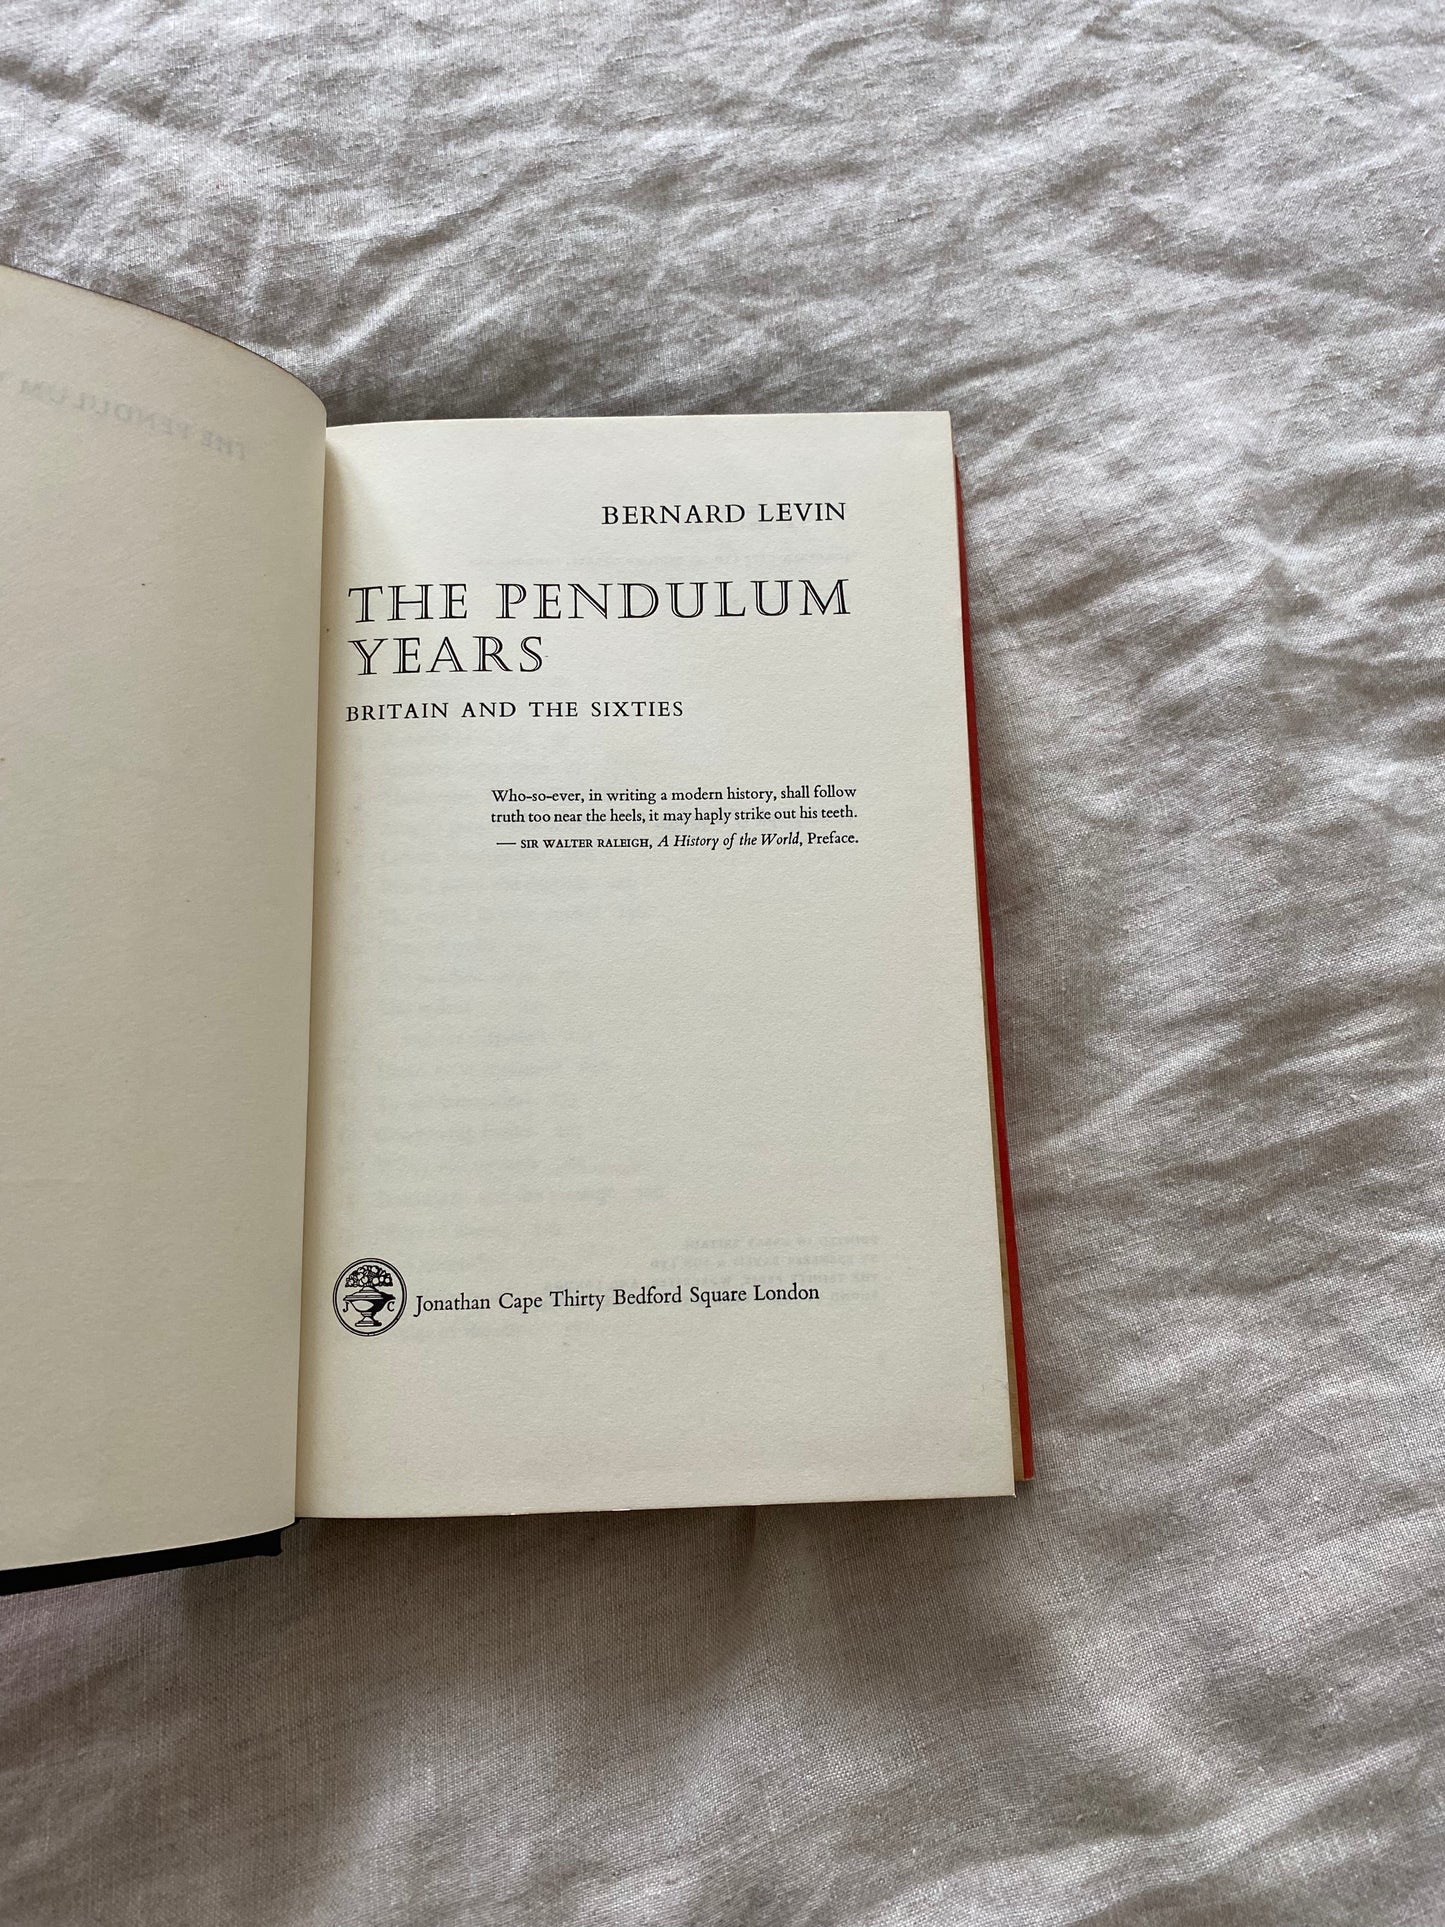 THE PENDULUM
BERNARD LEVIN
THE PENDULUM
YEARS
BRITAIN AND THE SIXTIES
Who-so-ever, in writing a modern history, shall follow
truth too near the heels, it may haply strike out his teeth.
— SIR WALTER RALEIGH, A History of the World, Preface.
J C
Jonathan Cape Thirty Bedford Square London